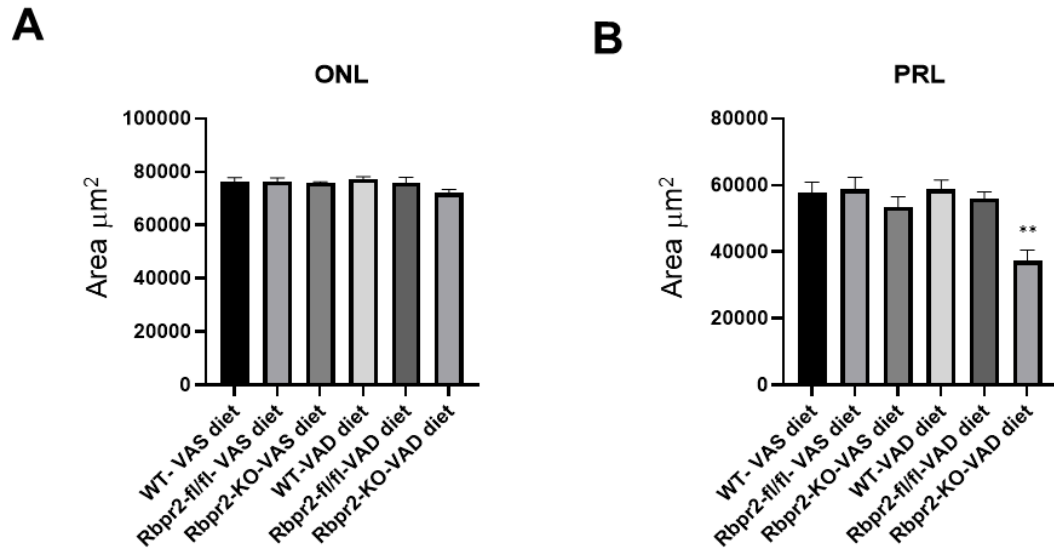 A
ONL
Area μm²
100000
80000
60000
40000
20000
0
WT- VAS diet
Rbpr2-fl/fl- VAS diet
Rbpr2-KO-VAS diet
WT-VAD diet
Rbpr2-fl/fl-VAD diet
Rbpr2-KO-VAD diet
B
PRL
Area μm²
80000
60000
40000
20000
0
**
WT- VAS diet
Rbpr2-fl/fl- VAS diet
Rbpr2-KO-VAS diet
WT-VAD diet
Rbpr2-fl/fl-VAD diet
Rbpr2-KO-VAD diet